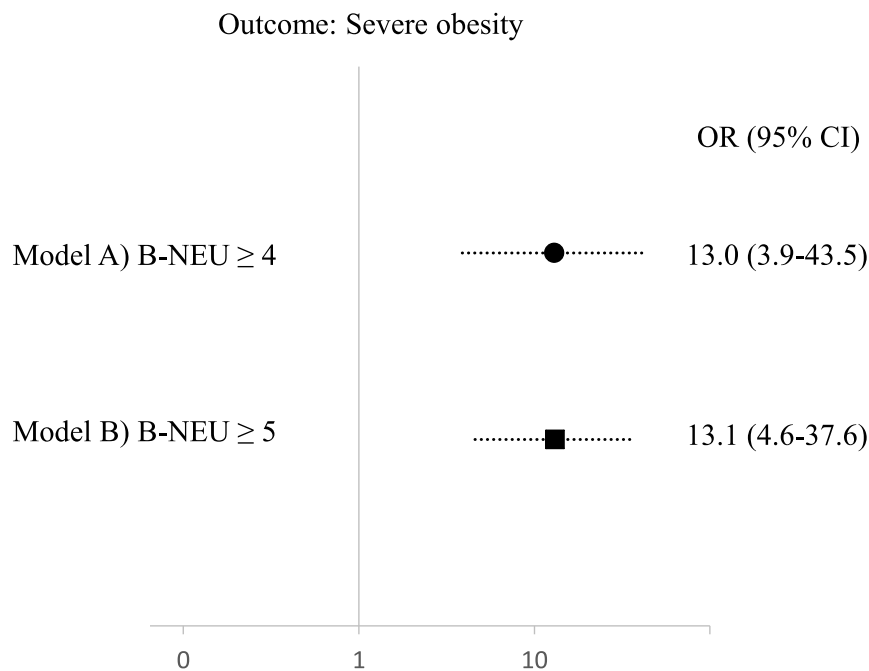 Outcome: Severe obesity
OR (95% CI)
Model A) B-NEU ≥ 4
13.0 (3.9-43.5)
Model B) B-NEU ≥ 5
13.1 (4.6-37.6)
0 1 10